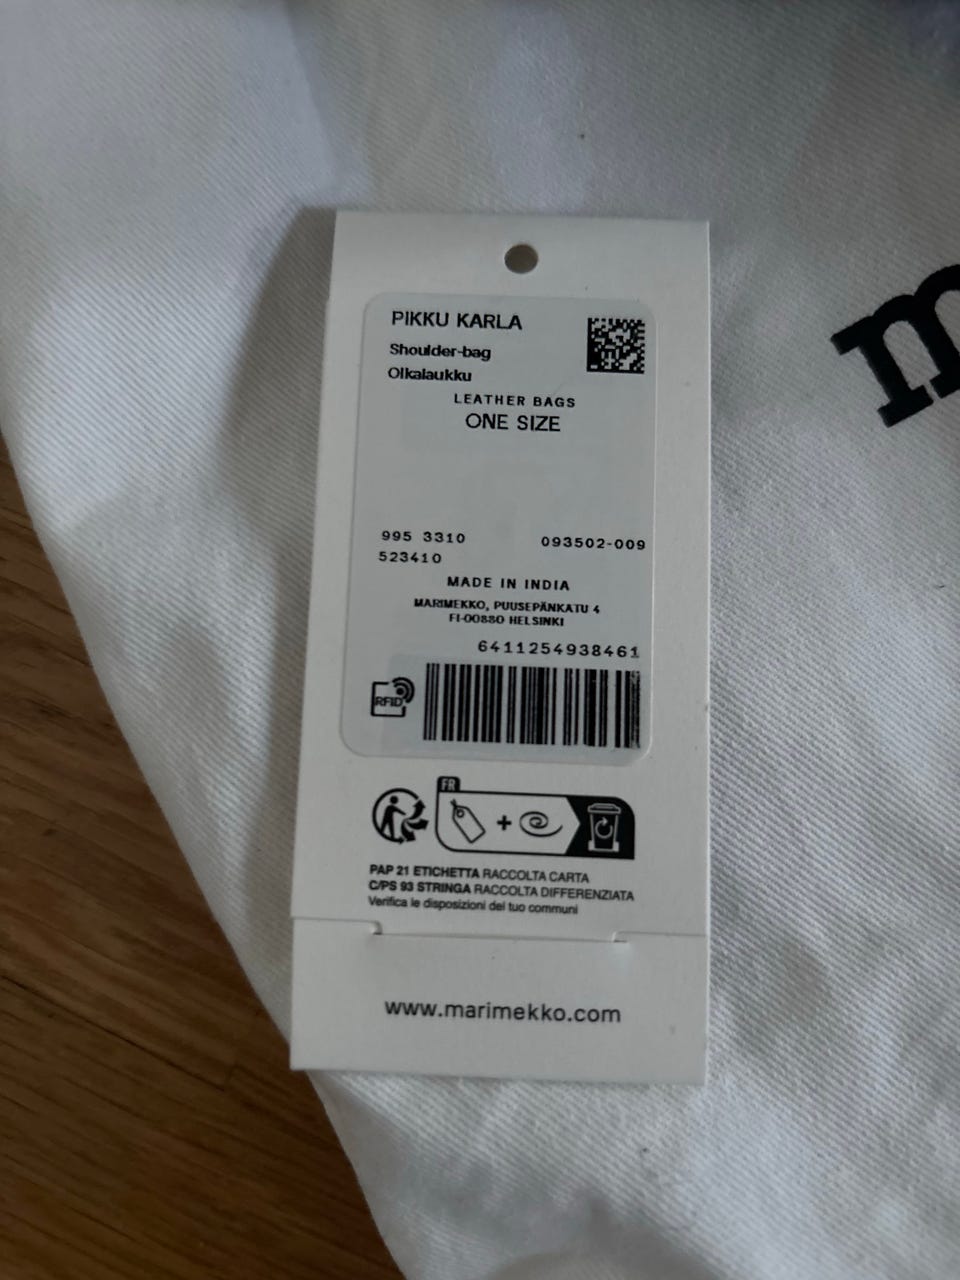 PIKKU KARLA
Shoulder-bag
Olkalaukku
LEATHER BAGS
ONE SIZE
995 3310 093502-009
523410
MADE IN INDIA
MARIMEKKO, PUUSEPÄNKATU 4
FI-00880 HELSINKI
6411254938461
RFID
FR
PAP 21 ETICHETTA RACCOLTA CARTA
C/PS 93 STRINGA RACCOLTA DIFFERENZIATA
Verifica le disposizioni del tuo communi
www.marimekko.com
m